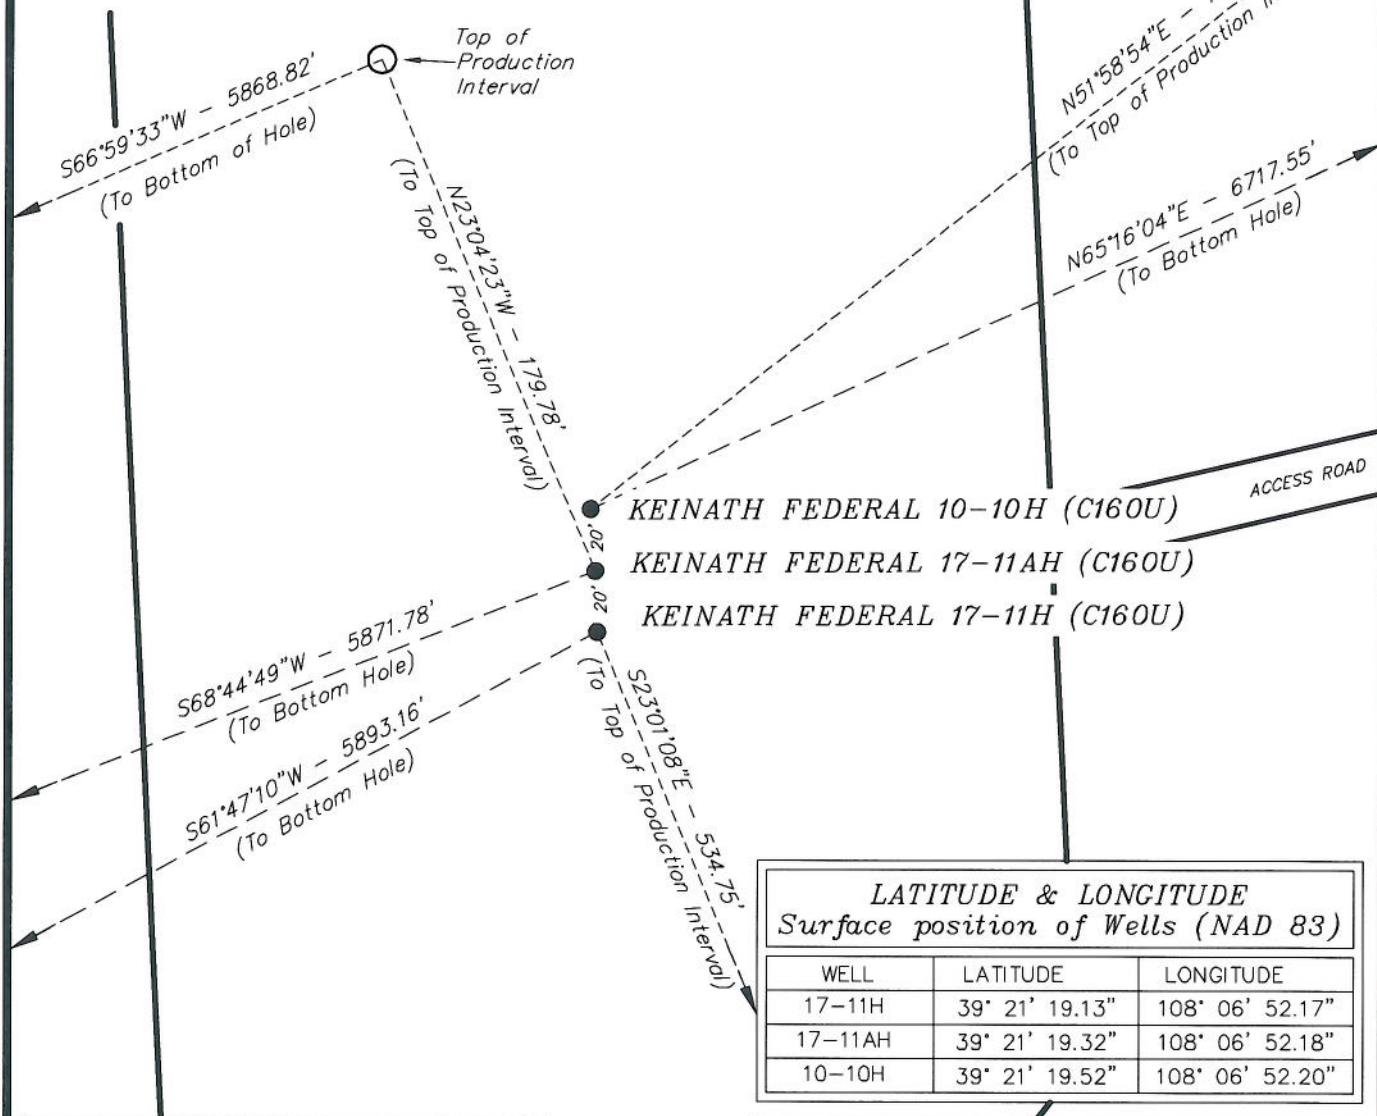 Top of
Production
Interval
S66°59'33"W - 5868.82'
(To Bottom of Hole)
N23°04'23"W - 179.78'
(To Top of Production Interval)
N51°58'54"E -
(To Top of Production
N65°16'04"E - 6717.55'
(To Bottom Hole)
ACCESS ROAD
KEINATH FEDERAL 10-10H (C16OU)
20'
KEINATH FEDERAL 17-11AH (C16OU)
20'
KEINATH FEDERAL 17-11H (C16OU)
S68°44'49"W - 5871.78'
(To Bottom Hole)
S61°47'10"W - 5893.16'
(To Bottom Hole)
S23°01'08"E - 534.75'
(To Top of Production Interval)
LATITUDE & LONGITUDE
Surface position of Wells (NAD 83)
WELL LATITUDE LONGITUDE
17-11H 39° 21' 19.13" 108° 06' 52.17"
17-11AH 39° 21' 19.32" 108° 06' 52.18"
10-10H 39° 21' 19.52" 108° 06' 52.20"